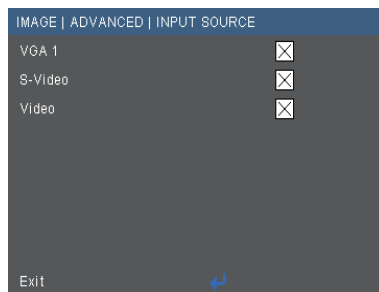 IMAGE | ADVANCED | INPUT SOURCE
VGA 1
S-Video
Video
Exit